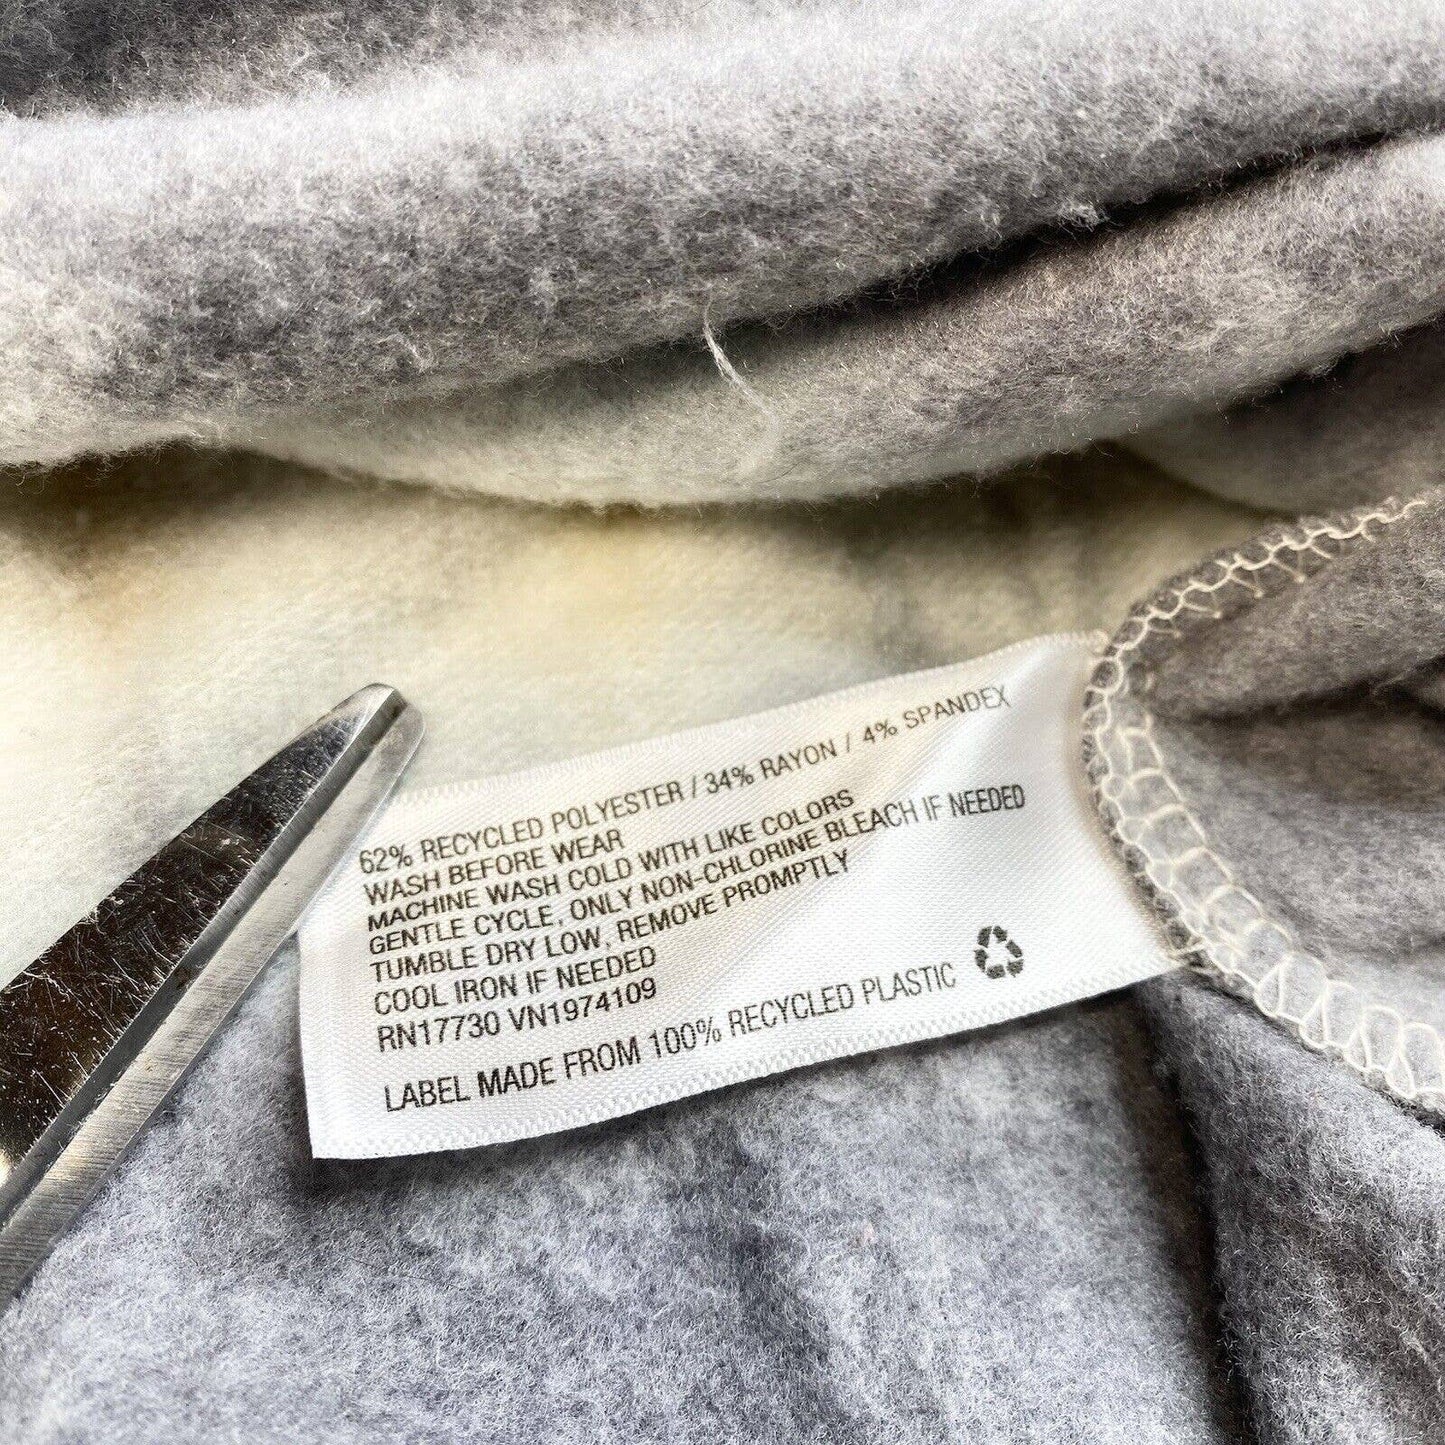 62% RECYCLED POLYESTER / 34% RAYON / 4% SPANDEX
WASH BEFORE WEAR
MACHINE WASH COLD WITH LIKE COLORS
GENTLE CYCLE, ONLY NON-CHLORINE BLEACH IF NEEDED
TUMBLE DRY LOW, REMOVE PROMPTLY
COOL IRON IF NEEDED
RN17730 VN1974109
LABEL MADE FROM 100% RECYCLED PLASTIC